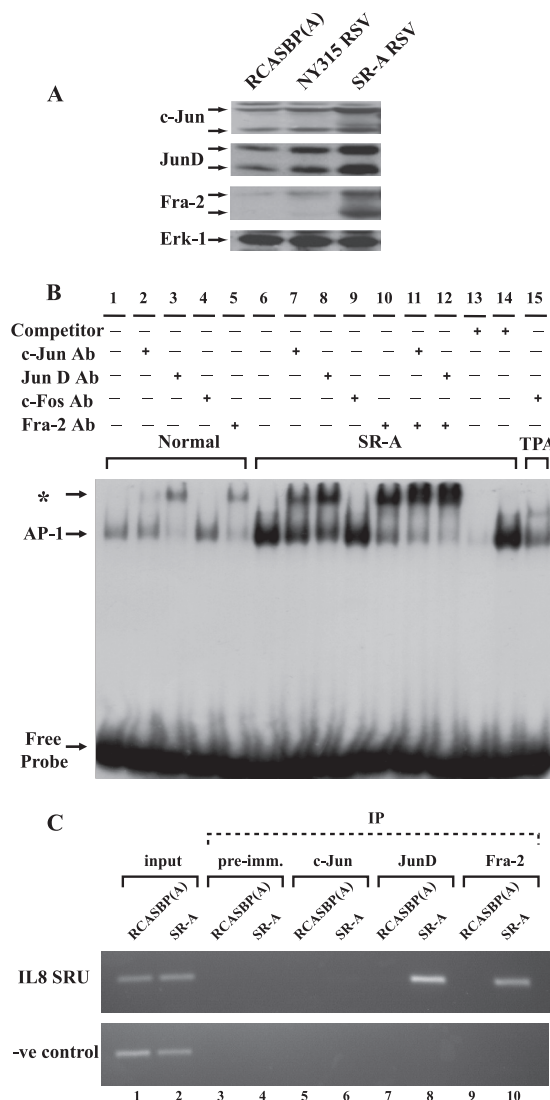 A
RCASBP(A) NY315 RSV SR-A RSV
c-Jun
JunD
Fra-2
Erk-1
B
1 2 3 4 5 6 7 8 9 10 11 12 13 14 15
Competitor – – – – – – – – – – – – + + –
c-Jun Ab – + – – – – + – – – + – – – –
Jun D Ab – – + – – – – + – – – + – – –
c-Fos Ab – – – + – – – – + – – – – – +
Fra-2 Ab – – – – + – – – – + + + – – –
Normal SR-A TPA
*
AP-1
Free
Probe
C
IP
input pre-imm. c-Jun JunD Fra-2
RCASBP(A) SR-A RCASBP(A) SR-A RCASBP(A) SR-A RCASBP(A) SR-A RCASBP(A) SR-A
IL8 SRU
-ve control
1 2 3 4 5 6 7 8 9 10